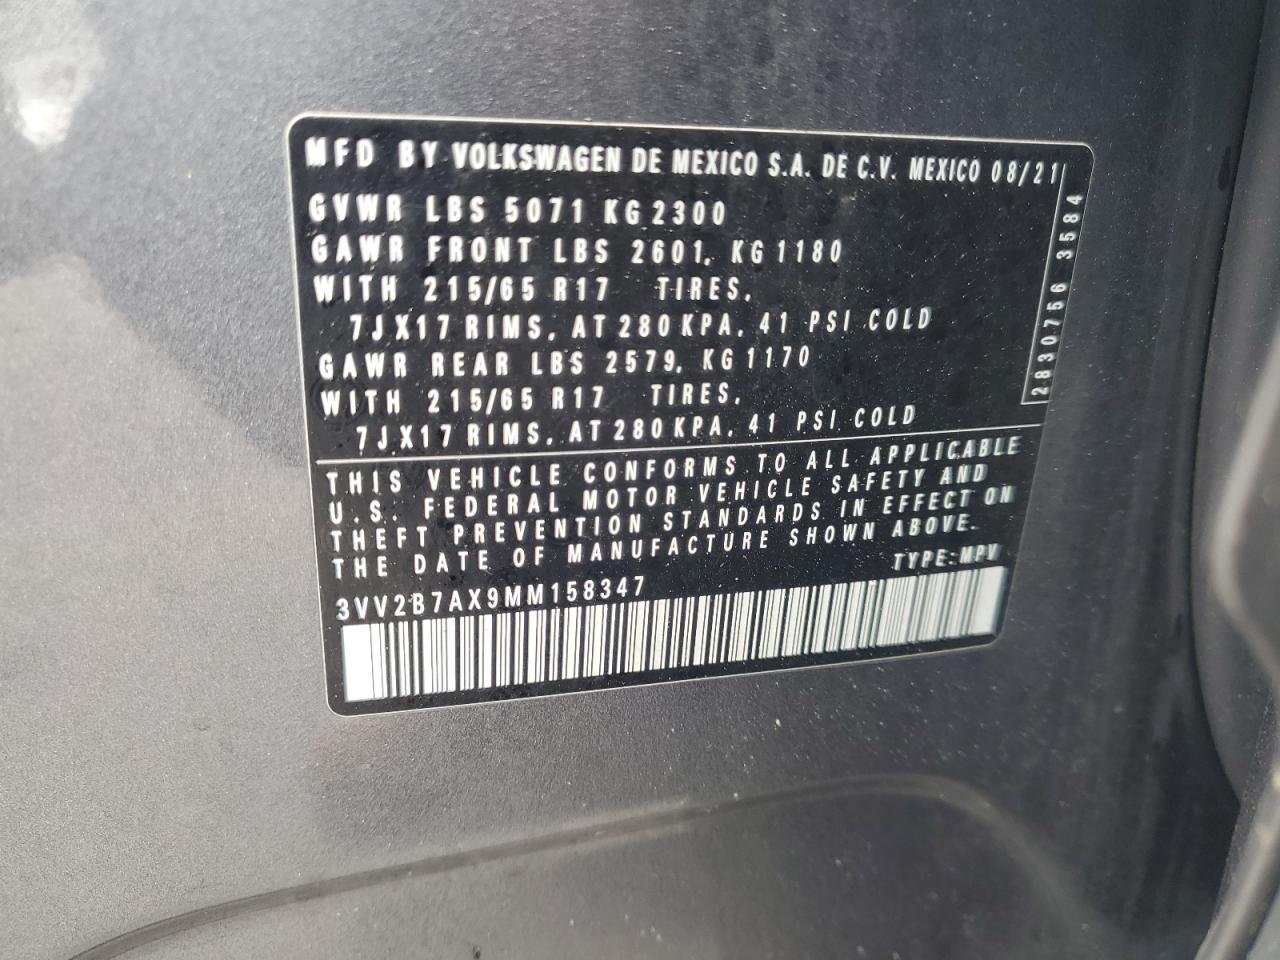 MFD BY VOLKSWAGEN DE MEXICO S.A. DE C.V. MEXICO 08/21
GVWR LBS 5071 KG 2300
GAWR FRONT LBS 2601, KG 1180
WITH 215/65 R17 TIRES,
7JX17 RIMS, AT 280 KPA, 41 PSI COLD
GAWR REAR LBS 2579, KG 1170
WITH 215/65 R17 TIRES,
7JX17 RIMS, AT 280 KPA, 41 PSI COLD
2830756 3584
THIS VEHICLE CONFORMS TO ALL APPLICABLE
U.S. FEDERAL MOTOR VEHICLE SAFETY AND
THEFT PREVENTION STANDARDS IN EFFECT ON
THE DATE OF MANUFACTURE SHOWN ABOVE.
TYPE: MPV
3VV2B7AX9MM158347